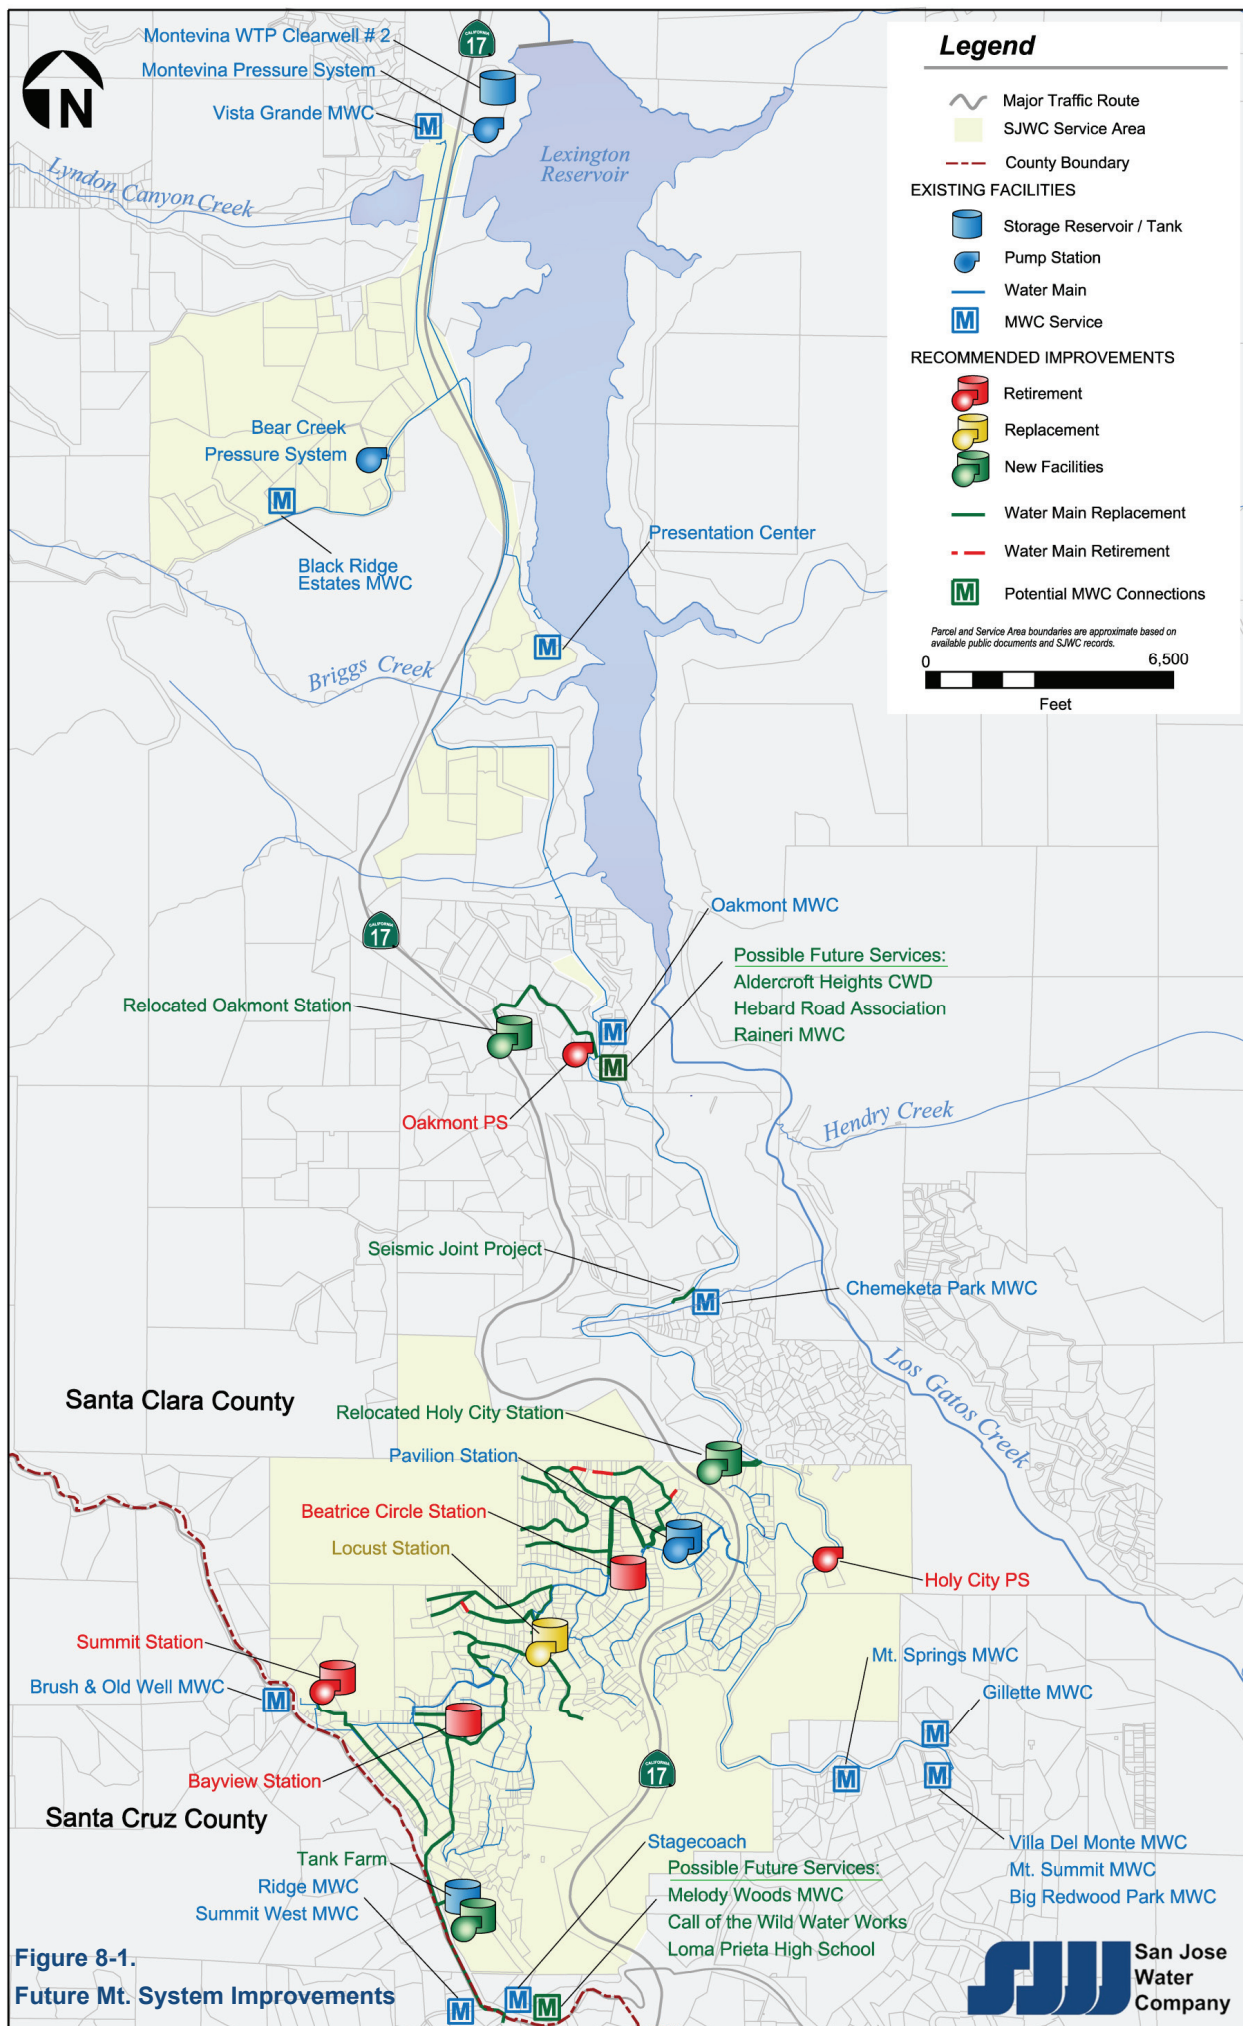 Montevina WTP Clearwell # 2
Montevina Pressure System
Vista Grande MWC
CALIFORNIA
17
M
N
Lyndon Canyon Creek
Lexington
Reservoir
Legend
Major Traffic Route
SJWC Service Area
County Boundary
EXISTING FACILITIES
Storage Reservoir / Tank
Pump Station
Water Main
M
MWC Service
RECOMMENDED IMPROVEMENTS
Retirement
Replacement
New Facilities
Water Main Replacement
Water Main Retirement
M
Potential MWC Connections
Parcel and Service Area boundaries are approximate based on
available public documents and SJWC records.
0
6,500
Feet
Bear Creek
Pressure System
M
Black Ridge
Estates MWC
Presentation Center
M
Briggs Creek
CALIFORNIA
17
Oakmont MWC
Possible Future Services:
Aldercroft Heights CWD
Hebard Road Association
Raineri MWC
Relocated Oakmont Station
M
M
Oakmont PS
Hendry Creek
Seismic Joint Project
M
Chemeketa Park MWC
Los Gatos Creek
Santa Clara County
Relocated Holy City Station
Pavilion Station
Beatrice Circle Station
Locust Station
Holy City PS
Summit Station
Brush & Old Well MWC
M
Mt. Springs MWC
Gillette MWC
M
M
M
Bayview Station
CALIFORNIA
17
Santa Cruz County
Villa Del Monte MWC
Mt. Summit MWC
Big Redwood Park MWC
Stagecoach
Tank Farm
Ridge MWC
Summit West MWC
Possible Future Services:
Melody Woods MWC
Call of the Wild Water Works
Loma Prieta High School
M
M
M
Figure 8-1.
Future Mt. System Improvements
SJW
San Jose
Water
Company